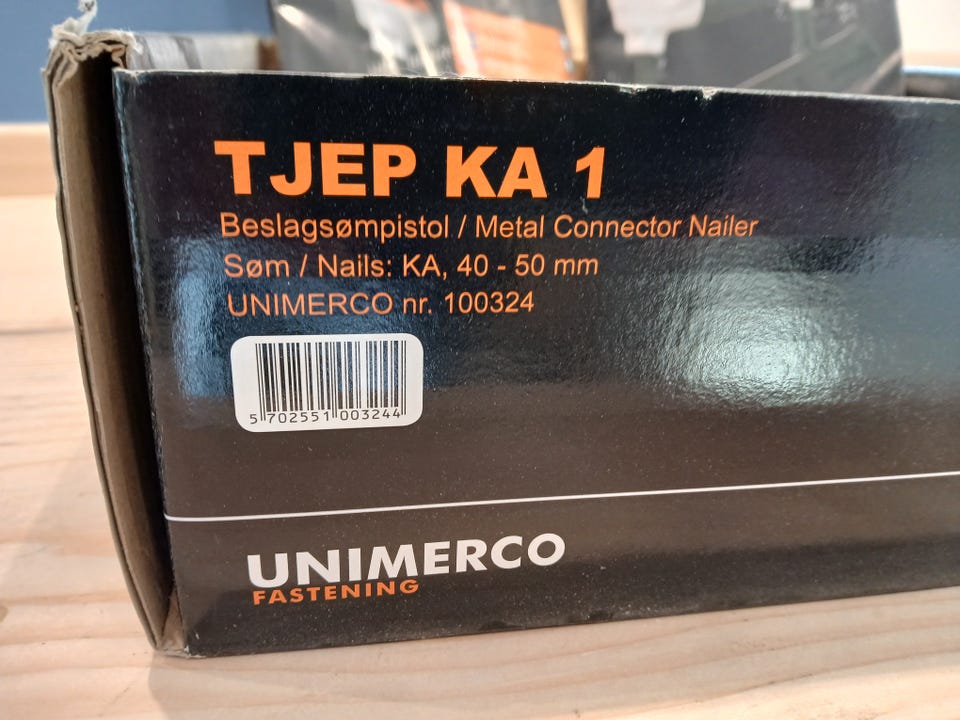 TJEP KA 1
Beslagsømpistol / Metal Connector Nailer
Søm / Nails: KA, 40 - 50 mm
UNIMERCO nr. 100324
5 702551 003244
UNIMERCO
FASTENING